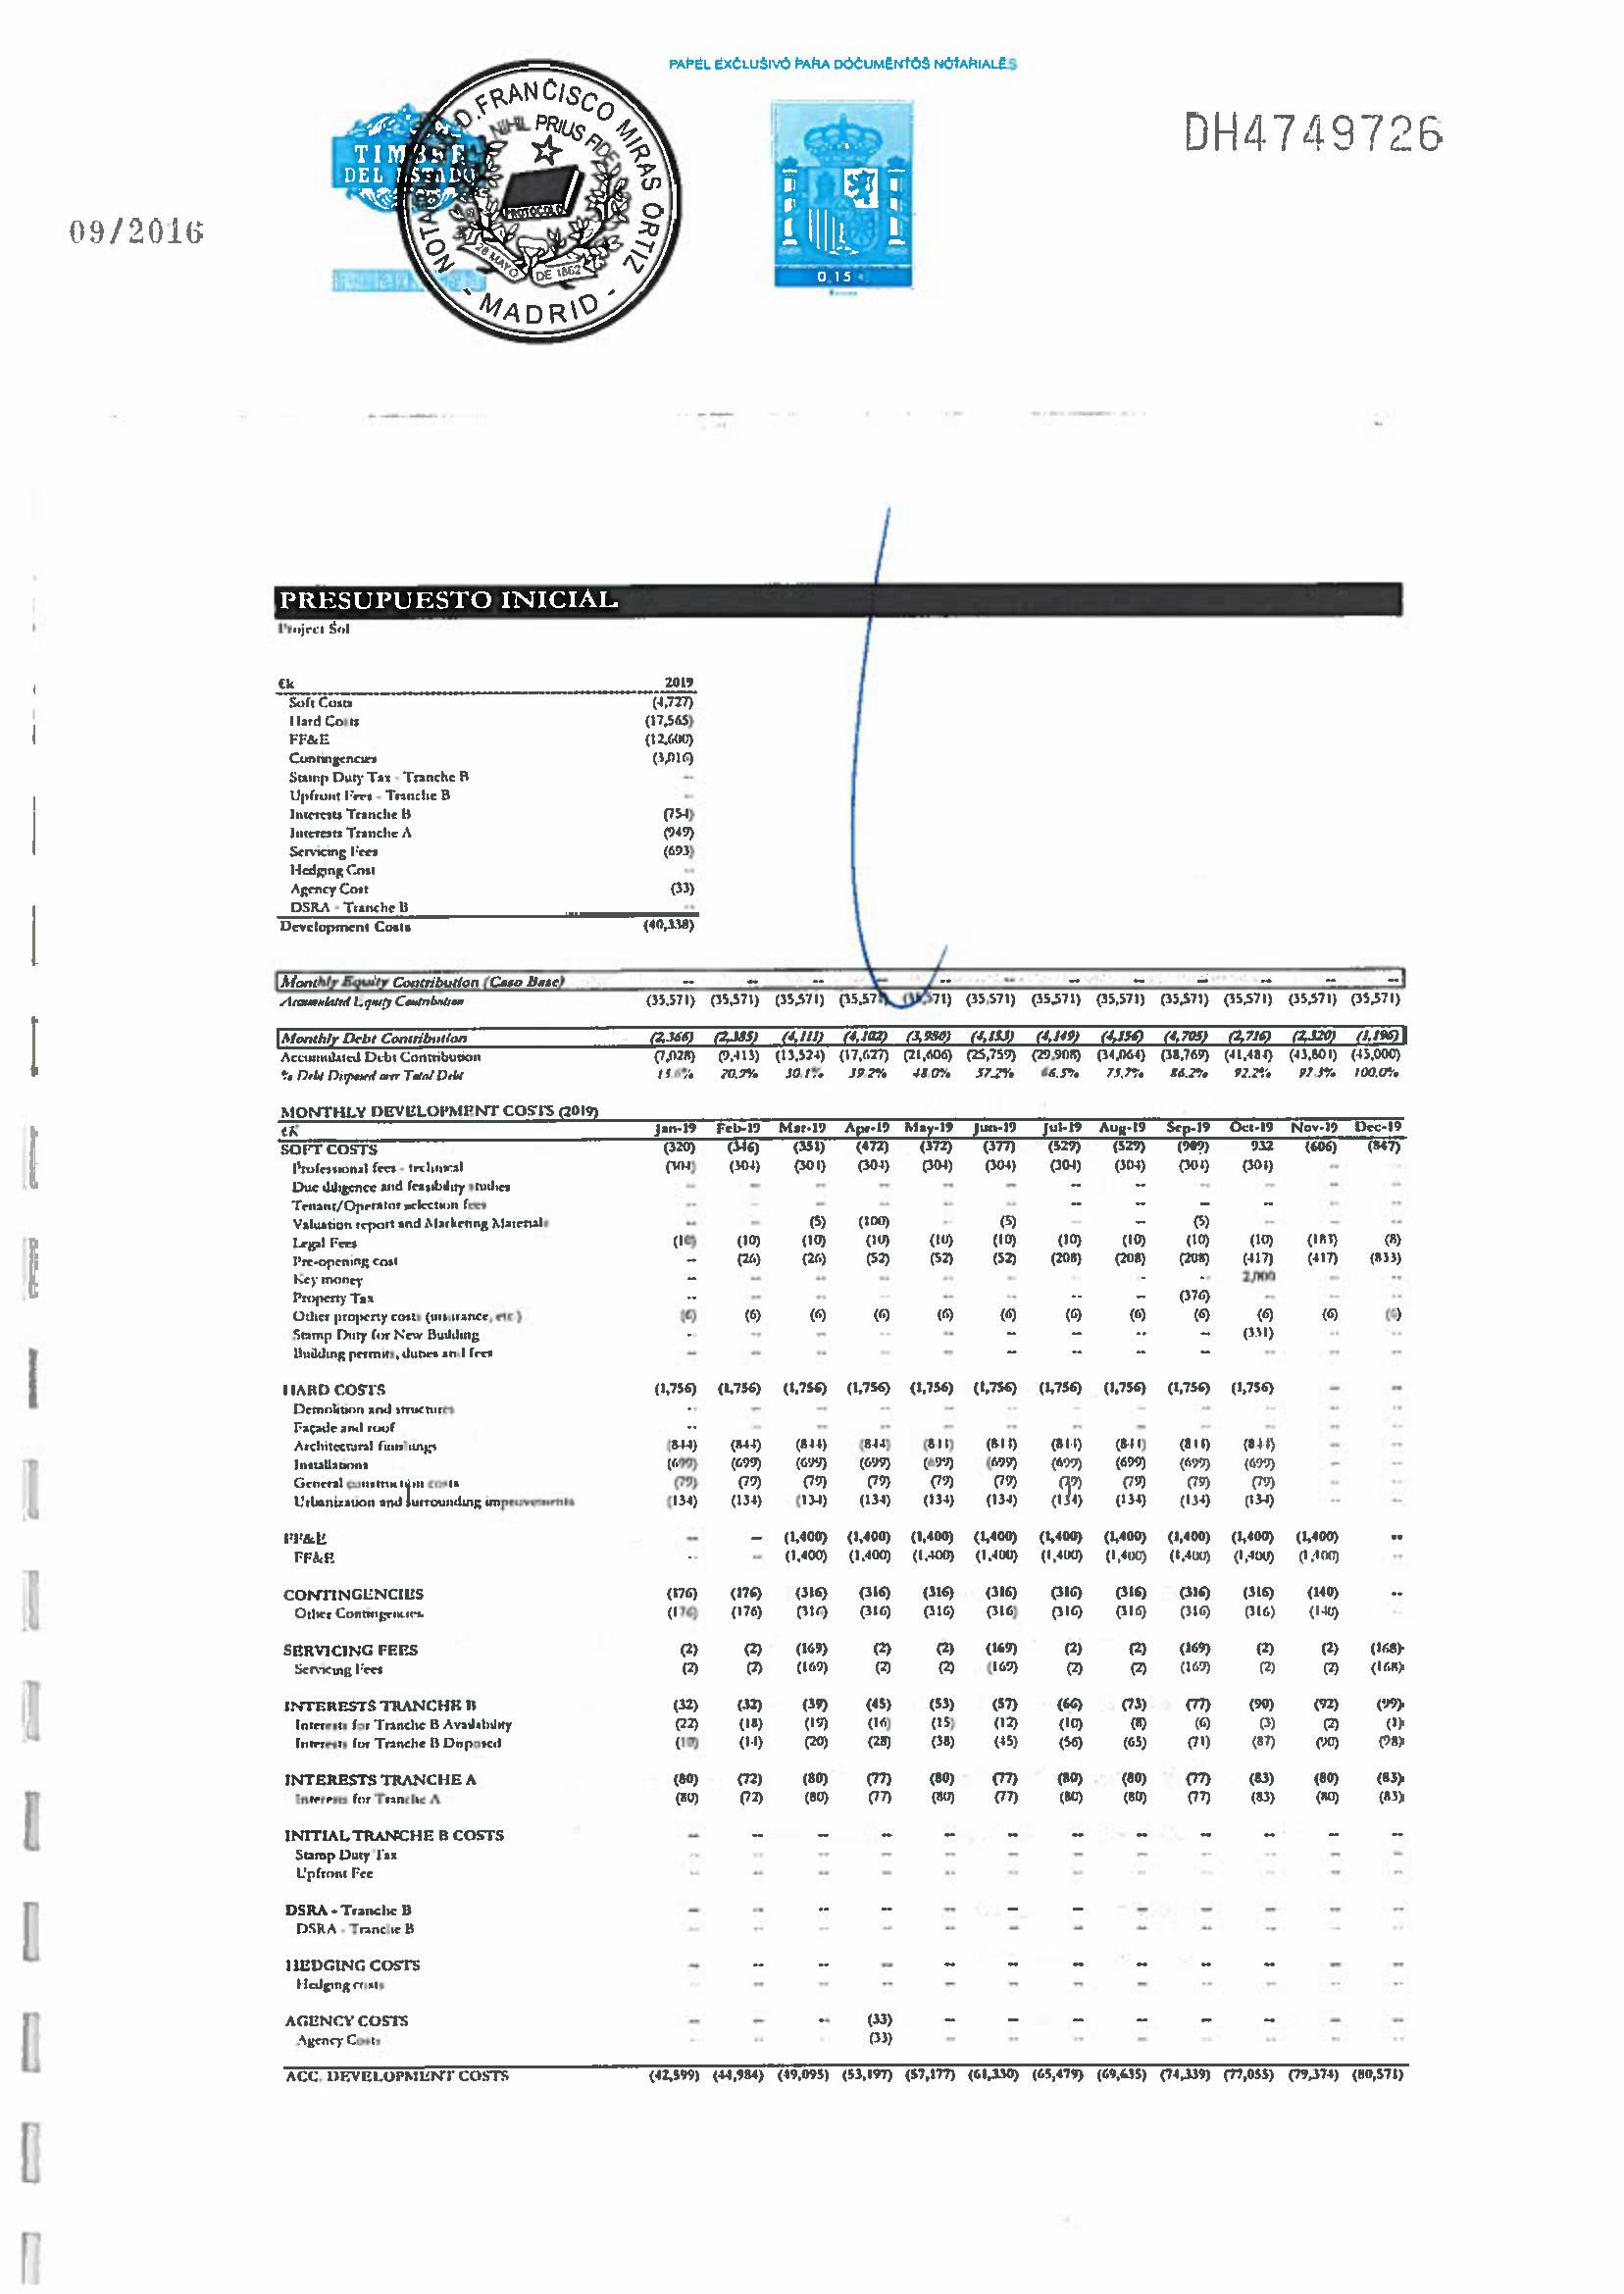 PAPEL EXCLUSIVO PARA DOCUMENTOS NOTARIALES
TIMBRE
DEL ESTADO
NOTARIA D. FRANCISCO MIRAS ORTIZ
- MADRID -
NIHIL PRIUS FIDE
PROTOCOLO
28 MAYO DE 1862
0,15
DH4749726
09/2016
PRESUPUESTO INICIAL
Project Sol
€k 2019
Soft Costs (4,727)
Hard Costs (17,565)
FF&E (12,600)
Contingencies (3,016)
Stamp Duty Tax - Tranche B --
Upfront Fees - Tranche B --
Interests Tranche B (754)
Interests Tranche A (949)
Servicing Fees (693)
Hedging Cost --
Agency Cost (33)
DSRA - Tranche B --
Development Costs (40,338)
Monthly Equity Contribution (Caso Base) -- -- -- -- -- -- -- -- -- -- -- --
Accumulated Equity Contribution (35,571) (35,571) (35,571) (35,571) (35,571) (35,571) (35,571) (35,571) (35,571) (35,571) (35,571) (35,571)
Monthly Debt Contribution (2,366) (2,385) (4,111) (4,102) (3,980) (4,153) (4,149) (4,156) (4,705) (2,716) (2,320) (1,196)
Accumulated Debt Contribution (7,028) (9,413) (13,524) (17,627) (21,606) (25,759) (29,908) (34,064) (38,769) (41,484) (43,801) (45,000)
% Debt Disposed over Total Debt 15.6% 20.9% 30.1% 39.2% 48.0% 57.2% 66.5% 75.7% 86.2% 92.2% 97.3% 100.0%
MONTHLY DEVELOPMENT COSTS (2019)
€K Jan-19 Feb-19 Mar-19 Apr-19 May-19 Jun-19 Jul-19 Aug-19 Sep-19 Oct-19 Nov-19 Dec-19
SOFT COSTS (320) (346) (351) (472) (372) (377) (529) (529) (909) 932 (606) (847)
Professional fees - technical (304) (304) (304) (304) (304) (304) (304) (304) (304) (304) -- --
Due diligence and feasibility studies -- -- -- -- -- -- -- -- -- -- -- --
Tenant/Operator selection fees -- -- -- -- -- -- -- -- -- -- -- --
Valuation report and Marketing Materials -- -- (5) (100) -- (5) -- -- (5) -- -- --
Legal Fees (10) (10) (10) (10) (10) (10) (10) (10) (10) (10) (183) (8)
Pre-opening cost -- (26) (26) (52) (52) (52) (208) (208) (208) (417) (417) (833)
Key money -- -- -- -- -- -- -- -- -- 2,000 -- --
Property Tax -- -- -- -- -- -- -- -- (376) -- -- --
Other property costs (insurance, etc.) (6) (6) (6) (6) (6) (6) (6) (6) (6) (6) (6) (6)
Stamp Duty for New Building -- -- -- -- -- -- -- -- -- (331) -- --
Building permits, duties and fees -- -- -- -- -- -- -- -- -- -- -- --
HARD COSTS (1,756) (1,756) (1,756) (1,756) (1,756) (1,756) (1,756) (1,756) (1,756) (1,756) -- --
Demolition and structures -- -- -- -- -- -- -- -- -- -- -- --
Façade and roof -- -- -- -- -- -- -- -- -- -- -- --
Architectural finishings (844) (844) (844) (844) (844) (844) (844) (844) (844) (844) -- --
Installations (699) (699) (699) (699) (699) (699) (699) (699) (699) (699) -- --
General construction costs (79) (79) (79) (79) (79) (79) (79) (79) (79) (79) -- --
Urbanization and surrounding improvements (134) (134) (134) (134) (134) (134) (134) (134) (134) (134) -- --
FF&E -- -- (1,400) (1,400) (1,400) (1,400) (1,400) (1,400) (1,400) (1,400) (1,400) --
FF&E -- -- (1,400) (1,400) (1,400) (1,400) (1,400) (1,400) (1,400) (1,400) (1,400) --
CONTINGENCIES (176) (176) (316) (316) (316) (316) (316) (316) (316) (316) (140) --
Other Contingencies (176) (176) (316) (316) (316) (316) (316) (316) (316) (316) (140) --
SERVICING FEES (2) (2) (169) (2) (2) (169) (2) (2) (169) (2) (2) (168)
Servicing Fees (2) (2) (169) (2) (2) (169) (2) (2) (169) (2) (2) (168)
INTERESTS TRANCHE B (32) (32) (39) (45) (53) (57) (66) (73) (77) (90) (92) (99)
Interests for Tranche B Availability (22) (18) (19) (16) (15) (12) (10) (8) (6) (3) (2) (1)
Interests for Tranche B Disposed (10) (14) (20) (28) (38) (45) (56) (65) (71) (87) (90) (98)
INTERESTS TRANCHE A (80) (72) (80) (77) (80) (77) (80) (80) (77) (83) (80) (83)
Interests for Tranche A (80) (72) (80) (77) (80) (77) (80) (80) (77) (83) (80) (83)
INITIAL TRANCHE B COSTS -- -- -- -- -- -- -- -- -- -- -- --
Stamp Duty Tax -- -- -- -- -- -- -- -- -- -- -- --
Upfront Fee -- -- -- -- -- -- -- -- -- -- -- --
DSRA - Tranche B -- -- -- -- -- -- -- -- -- -- -- --
DSRA - Tranche B -- -- -- -- -- -- -- -- -- -- -- --
HEDGING COSTS -- -- -- -- -- -- -- -- -- -- -- --
Hedging costs -- -- -- -- -- -- -- -- -- -- -- --
AGENCY COSTS -- -- -- (33) -- -- -- -- -- -- -- --
Agency Costs -- -- -- (33) -- -- -- -- -- -- -- --
ACC. DEVELOPMENT COSTS (42,599) (44,984) (49,095) (53,197) (57,177) (61,330) (65,479) (69,635) (74,339) (77,055) (79,374) (80,571)